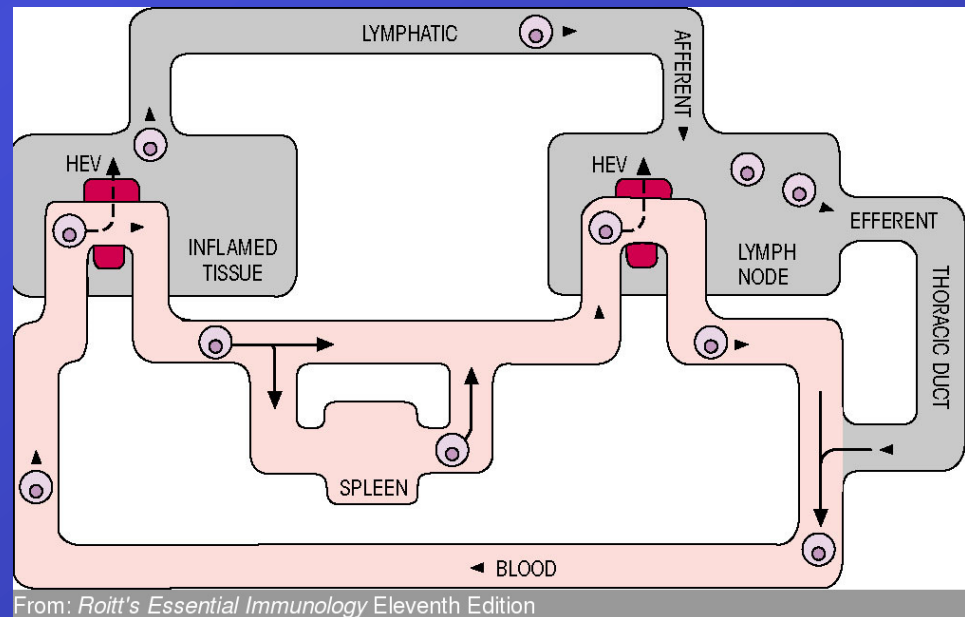 LYMPHATIC
AFFERENT
HEV
HEV
EFFERENT
INFLAMED
TISSUE
LYMPH
NODE
THORACIC DUCT
SPLEEN
BLOOD
From: Roitt's Essential Immunology Eleventh Edition